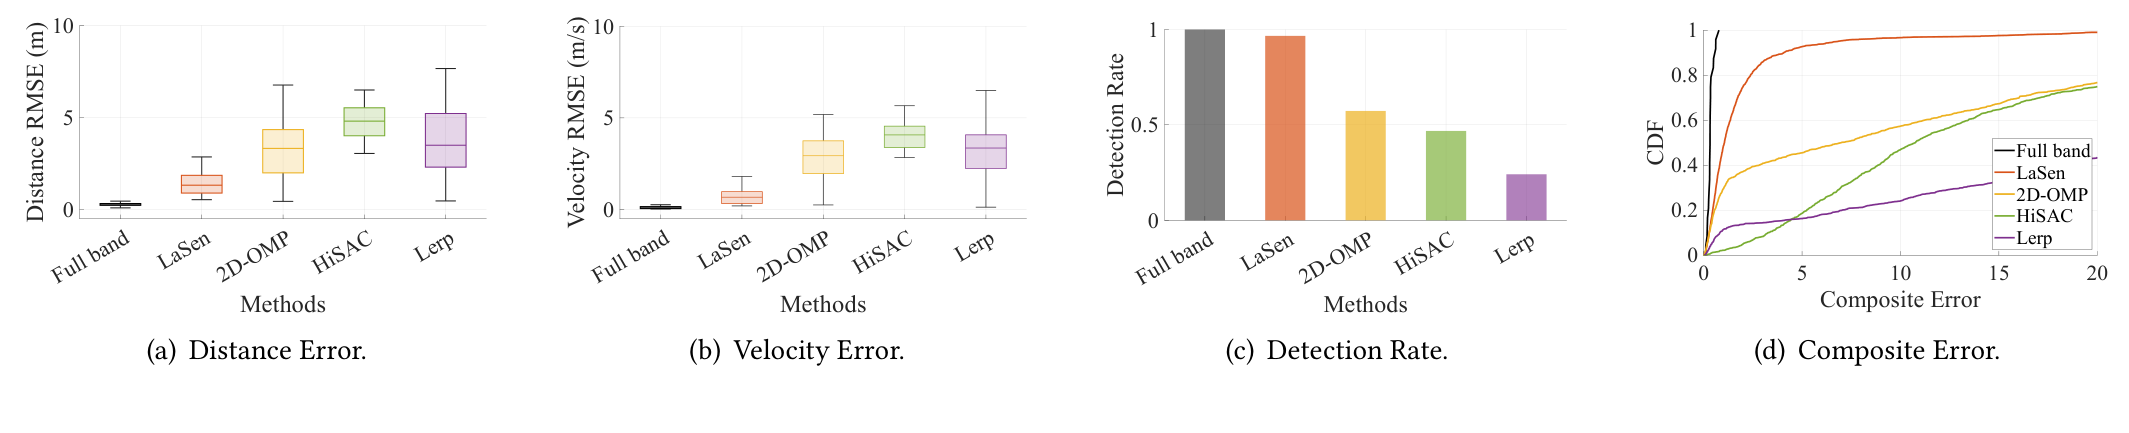 Distance RMSE (m)
10
5
0
Full band
LaSen
2D-OMP
HiSAC
Lerp
Methods
(a) Distance Error.
Velocity RMSE (m/s)
10
5
0
Full band
LaSen
2D-OMP
HiSAC
Lerp
Methods
(b) Velocity Error.
Detection Rate
1
0.5
0
Full band
LaSen
2D-OMP
HiSAC
Lerp
Methods
(c) Detection Rate.
CDF
1
0.8
0.6
0.4
0.2
0
0 5 10 15 20
Full band
LaSen
2D-OMP
HiSAC
Lerp
Composite Error
(d) Composite Error.